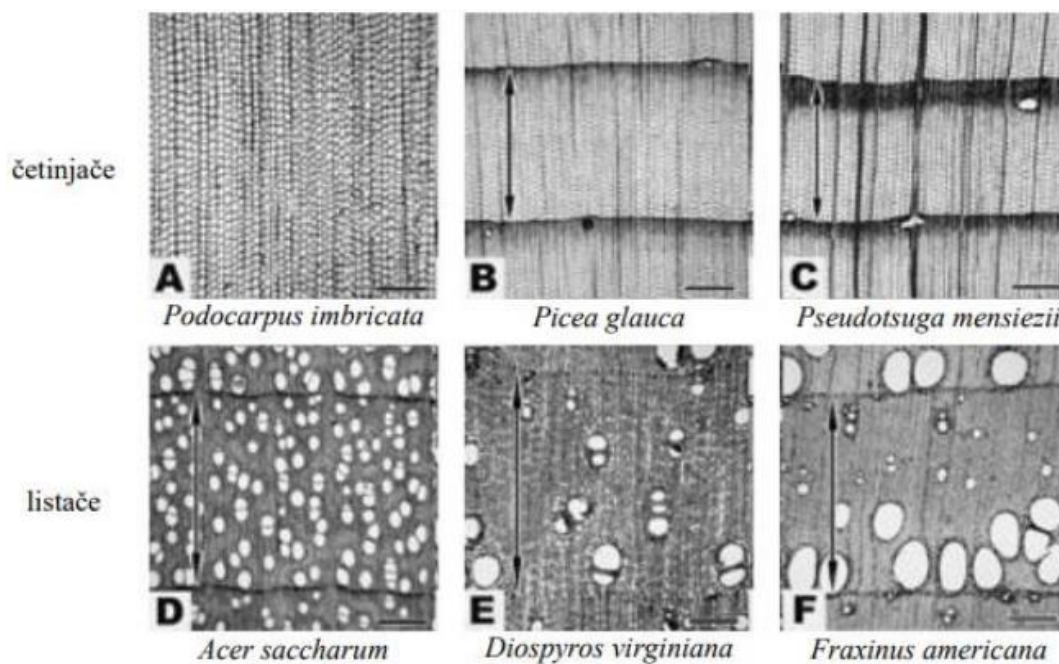 četinjače
A
B
C
Podocarpus imbricata
Picea glauca
Pseudotsuga mensiezii
listače
D
E
F
Acer saccharum
Diospyros virginiana
Fraxinus americana